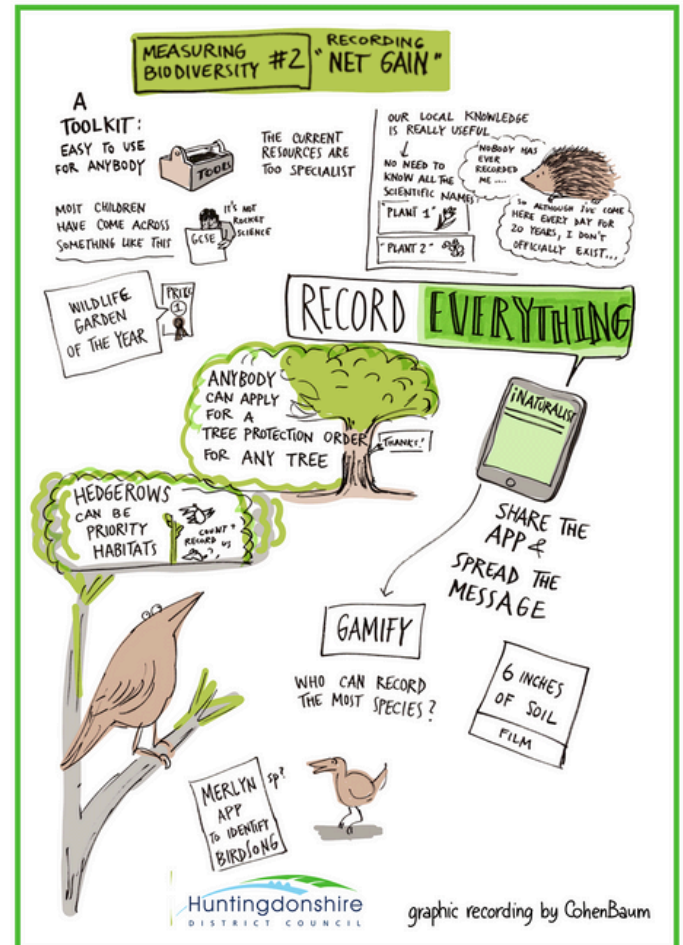 MEASURING
BIODIVERSITY #2
RECORDING
"NET GAIN"
A
TOOLKIT:
EASY TO USE
FOR ANYBODY
TOOLS
THE CURRENT
RESOURCES ARE
TOO SPECIALIST
MOST CHILDREN
HAVE COME ACROSS
SOMETHING LIKE THIS
GCSE
IT'S NOT
ROCKET
SCIENCE
OUR LOCAL KNOWLEDGE
IS REALLY USEFUL
NO NEED TO
KNOW ALL THE
SCIENTIFIC NAMES
"PLANT 1"
"PLANT 2"
NOBODY HAS
EVER
RECORDED
ME....
SO ALTHOUGH I'VE COME
HERE EVERY DAY FOR
20 YEARS, I DON'T
OFFICIALLY EXIST...
WILDLIFE
GARDEN
OF THE YEAR
PRIZE
1
RECORD EVERYTHING
ANYBODY
CAN APPLY
FOR A
TREE PROTECTION ORDER
FOR ANY TREE
"THANKS!"
iNATURALIST
SHARE THE
APP &
SPREAD THE
MESSAGE
HEDGEROWS
CAN BE
PRIORITY
HABITATS
COUNT?
RECORD US
GAMIFY
WHO CAN RECORD
THE MOST SPECIES?
6 INCHES
OF SOIL
FILM
MERLYN sp?
APP
TO IDENTIFY
BIRDSONG
Huntingdonshire
DISTRICT COUNCIL
graphic recording by CohenBaum